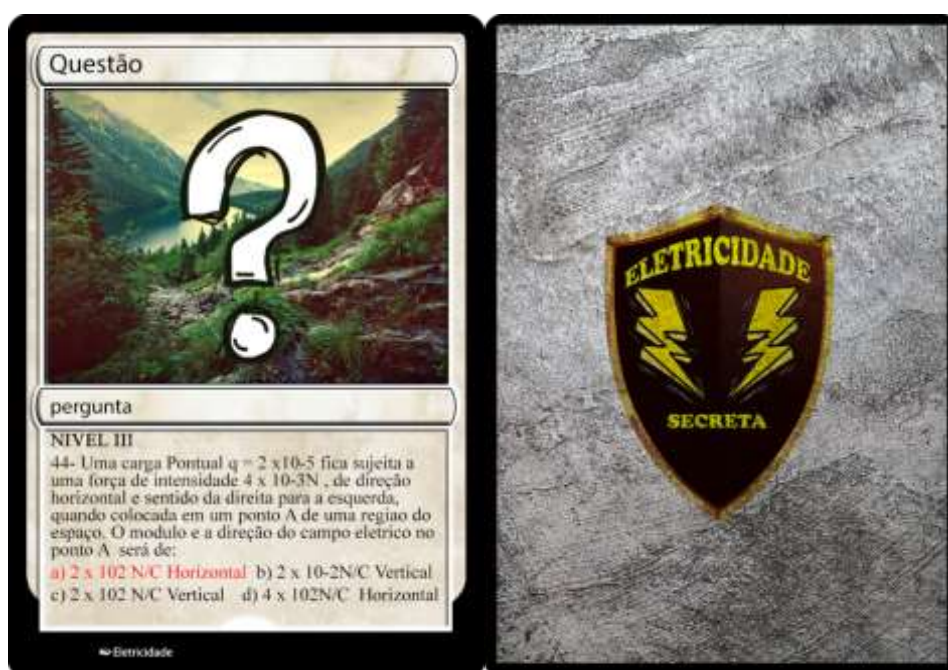 Questão
pergunta
NIVEL III
44- Uma carga Pontual q = 2 x10-5 fica sujeita a
uma força de intensidade 4 x 10-3N , de direção
horizontal e sentido da direita para a esquerda,
quando colocada em um ponto A de uma regiao do
espaço. O modulo e a direção do campo eletrico no
ponto A será de:
a) 2 x 102 N/C Horizontal b) 2 x 10-2N/C Vertical
c) 2 x 102 N/C Vertical d) 4 x 102N/C Horizontal
Eletricidade
ELETRICIDADE
SECRETA